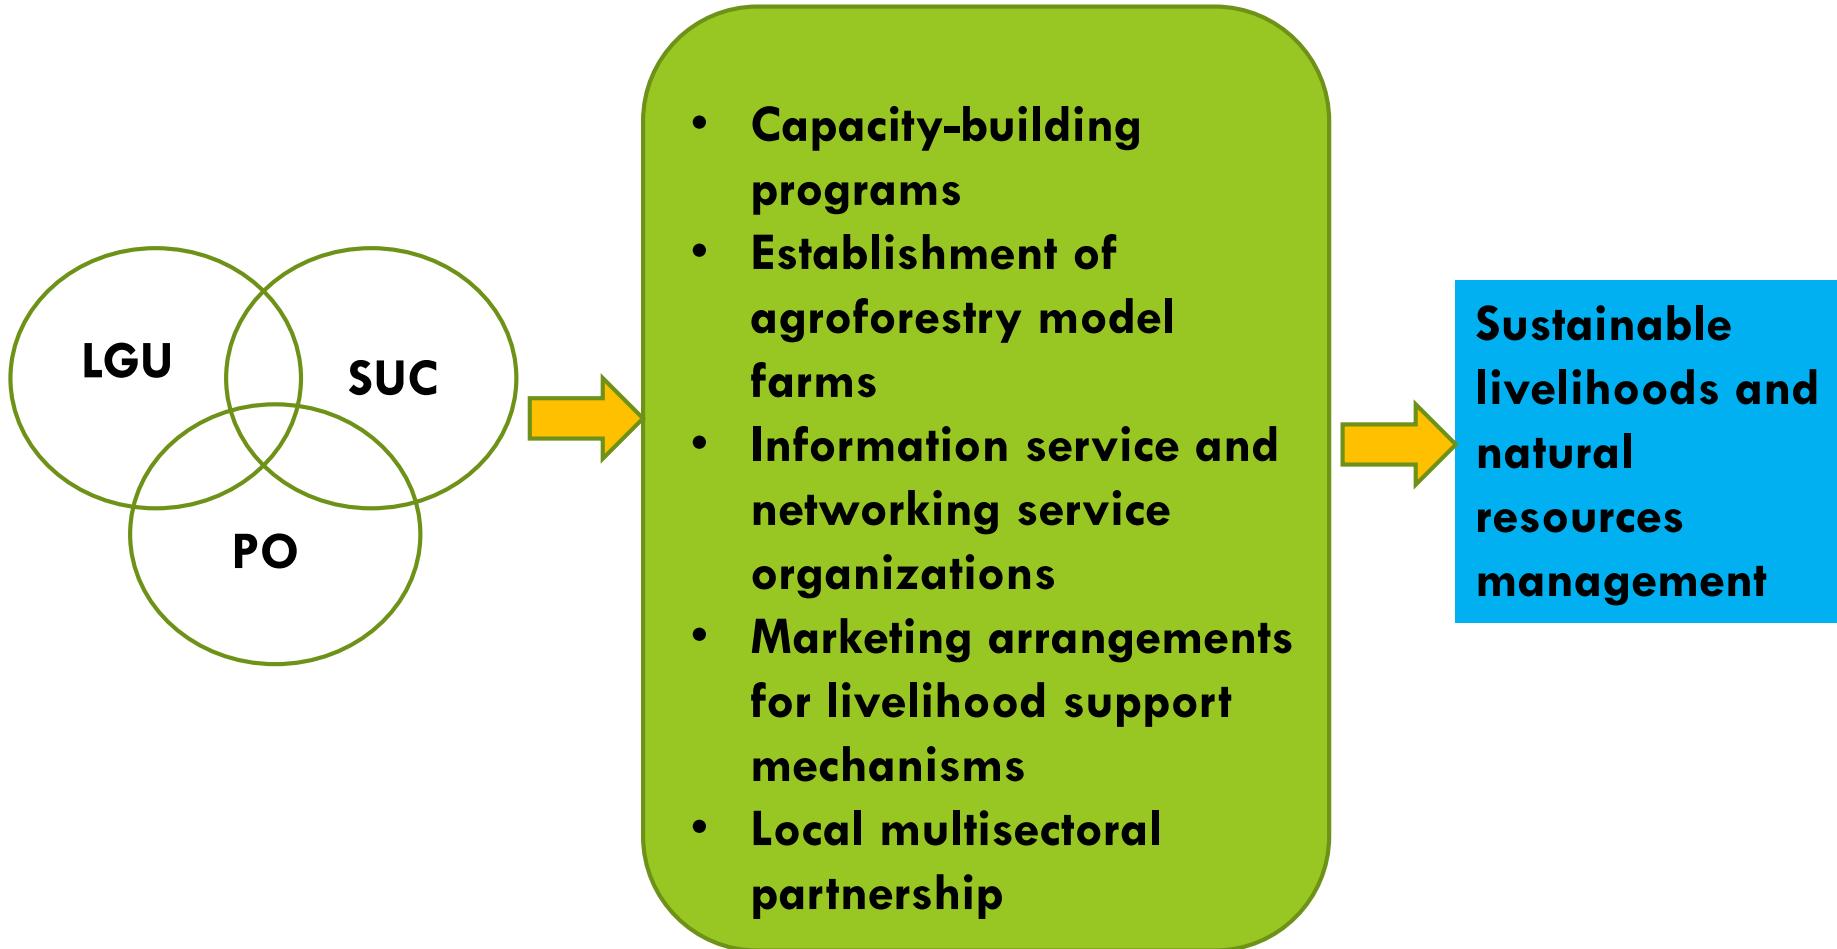 LGU
SUC
PO
• Capacity-building
programs
• Establishment of
agroforestry model
farms
• Information service and
networking service
organizations
• Marketing arrangements
for livelihood support
mechanisms
• Local multisectoral
partnership
Sustainable
livelihoods and
natural
resources
management